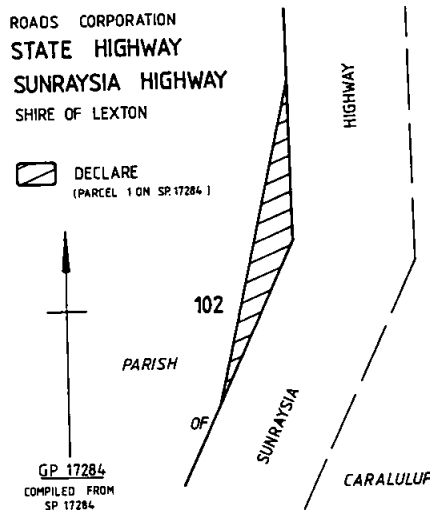 ROADS CORPORATION
STATE HIGHWAY
SUNRAYSIA HIGHWAY
SHIRE OF LEXTON
DECLARE
(PARCEL 1 ON SP. 17284)
HIGHWAY
102
PARISH
OF
SUNRAYSIA
CARALULUP
GP 17284
COMPILED FROM
SP 17284